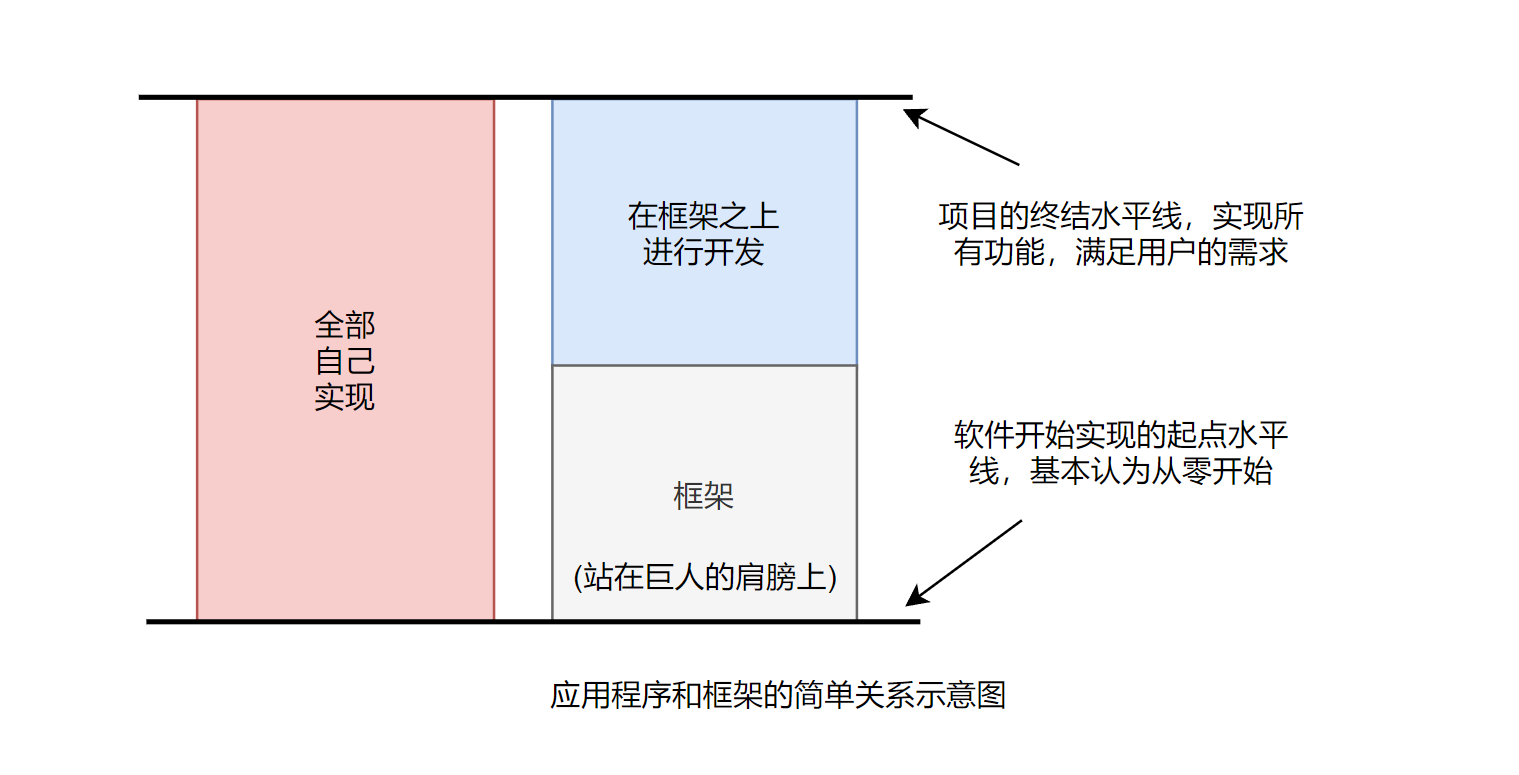 全部
自己
实现
在框架之上
进行开发
框架
(站在巨人的肩膀上)
项目的终结水平线，实现所
有功能，满足用户的需求
软件开始实现的起点水平
线，基本认为从零开始
应用程序和框架的简单关系示意图